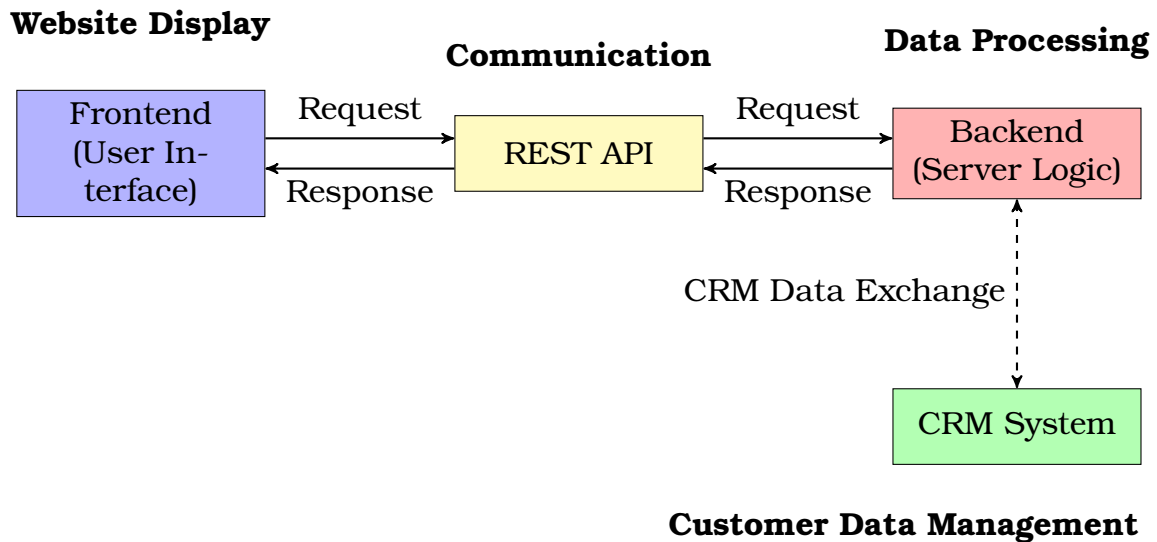 Website Display
Communication
Data Processing
Frontend
(User In-
terface)
Request
Response
REST API
Request
Response
Backend
(Server Logic)
CRM Data Exchange
CRM System
Customer Data Management